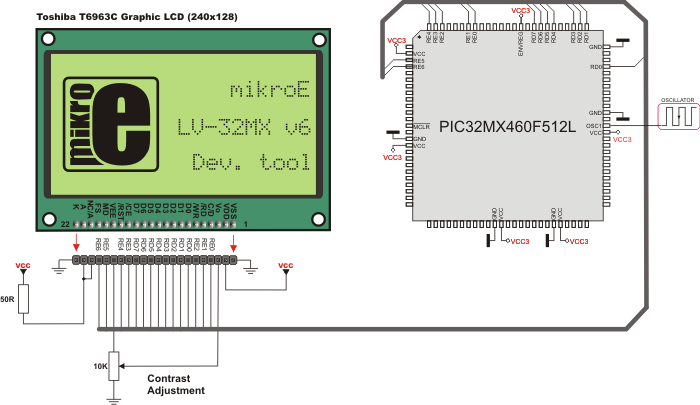 Toshiba T6963C Graphic LCD (240x128)
mikro
e
mikroE
LV-32MX v6
Dev. tool
22
K
A
NC/A
FS
MD
VEE
/RST
/CE
D7
D6
D5
D4
D3
D2
D1
D0
/WR
/RD
C/D
Vo
VDD
VSS
1
RE6
RE5
RE4
RE3
RD7
RD6
RD5
RD4
RD3
RD2
RD1
RD0
RE2
RE1
RE0
vcc
vcc
50R
10K
Contrast
Adjustment
VCC3
VCC
RE5
RE6
RE4
RE3
RE2
RE1
RE0
VCC3
ENVREG
RD7
RD6
RD5
RD4
RD3
RD2
RD1
GND
RD0
GND
OSC1
VCC
VCC3
OSCILLATOR
PIC32MX460F512L
MCLR
GND
VCC
VCC3
GND
VCC
VCC3
GND
VCC
VCC3